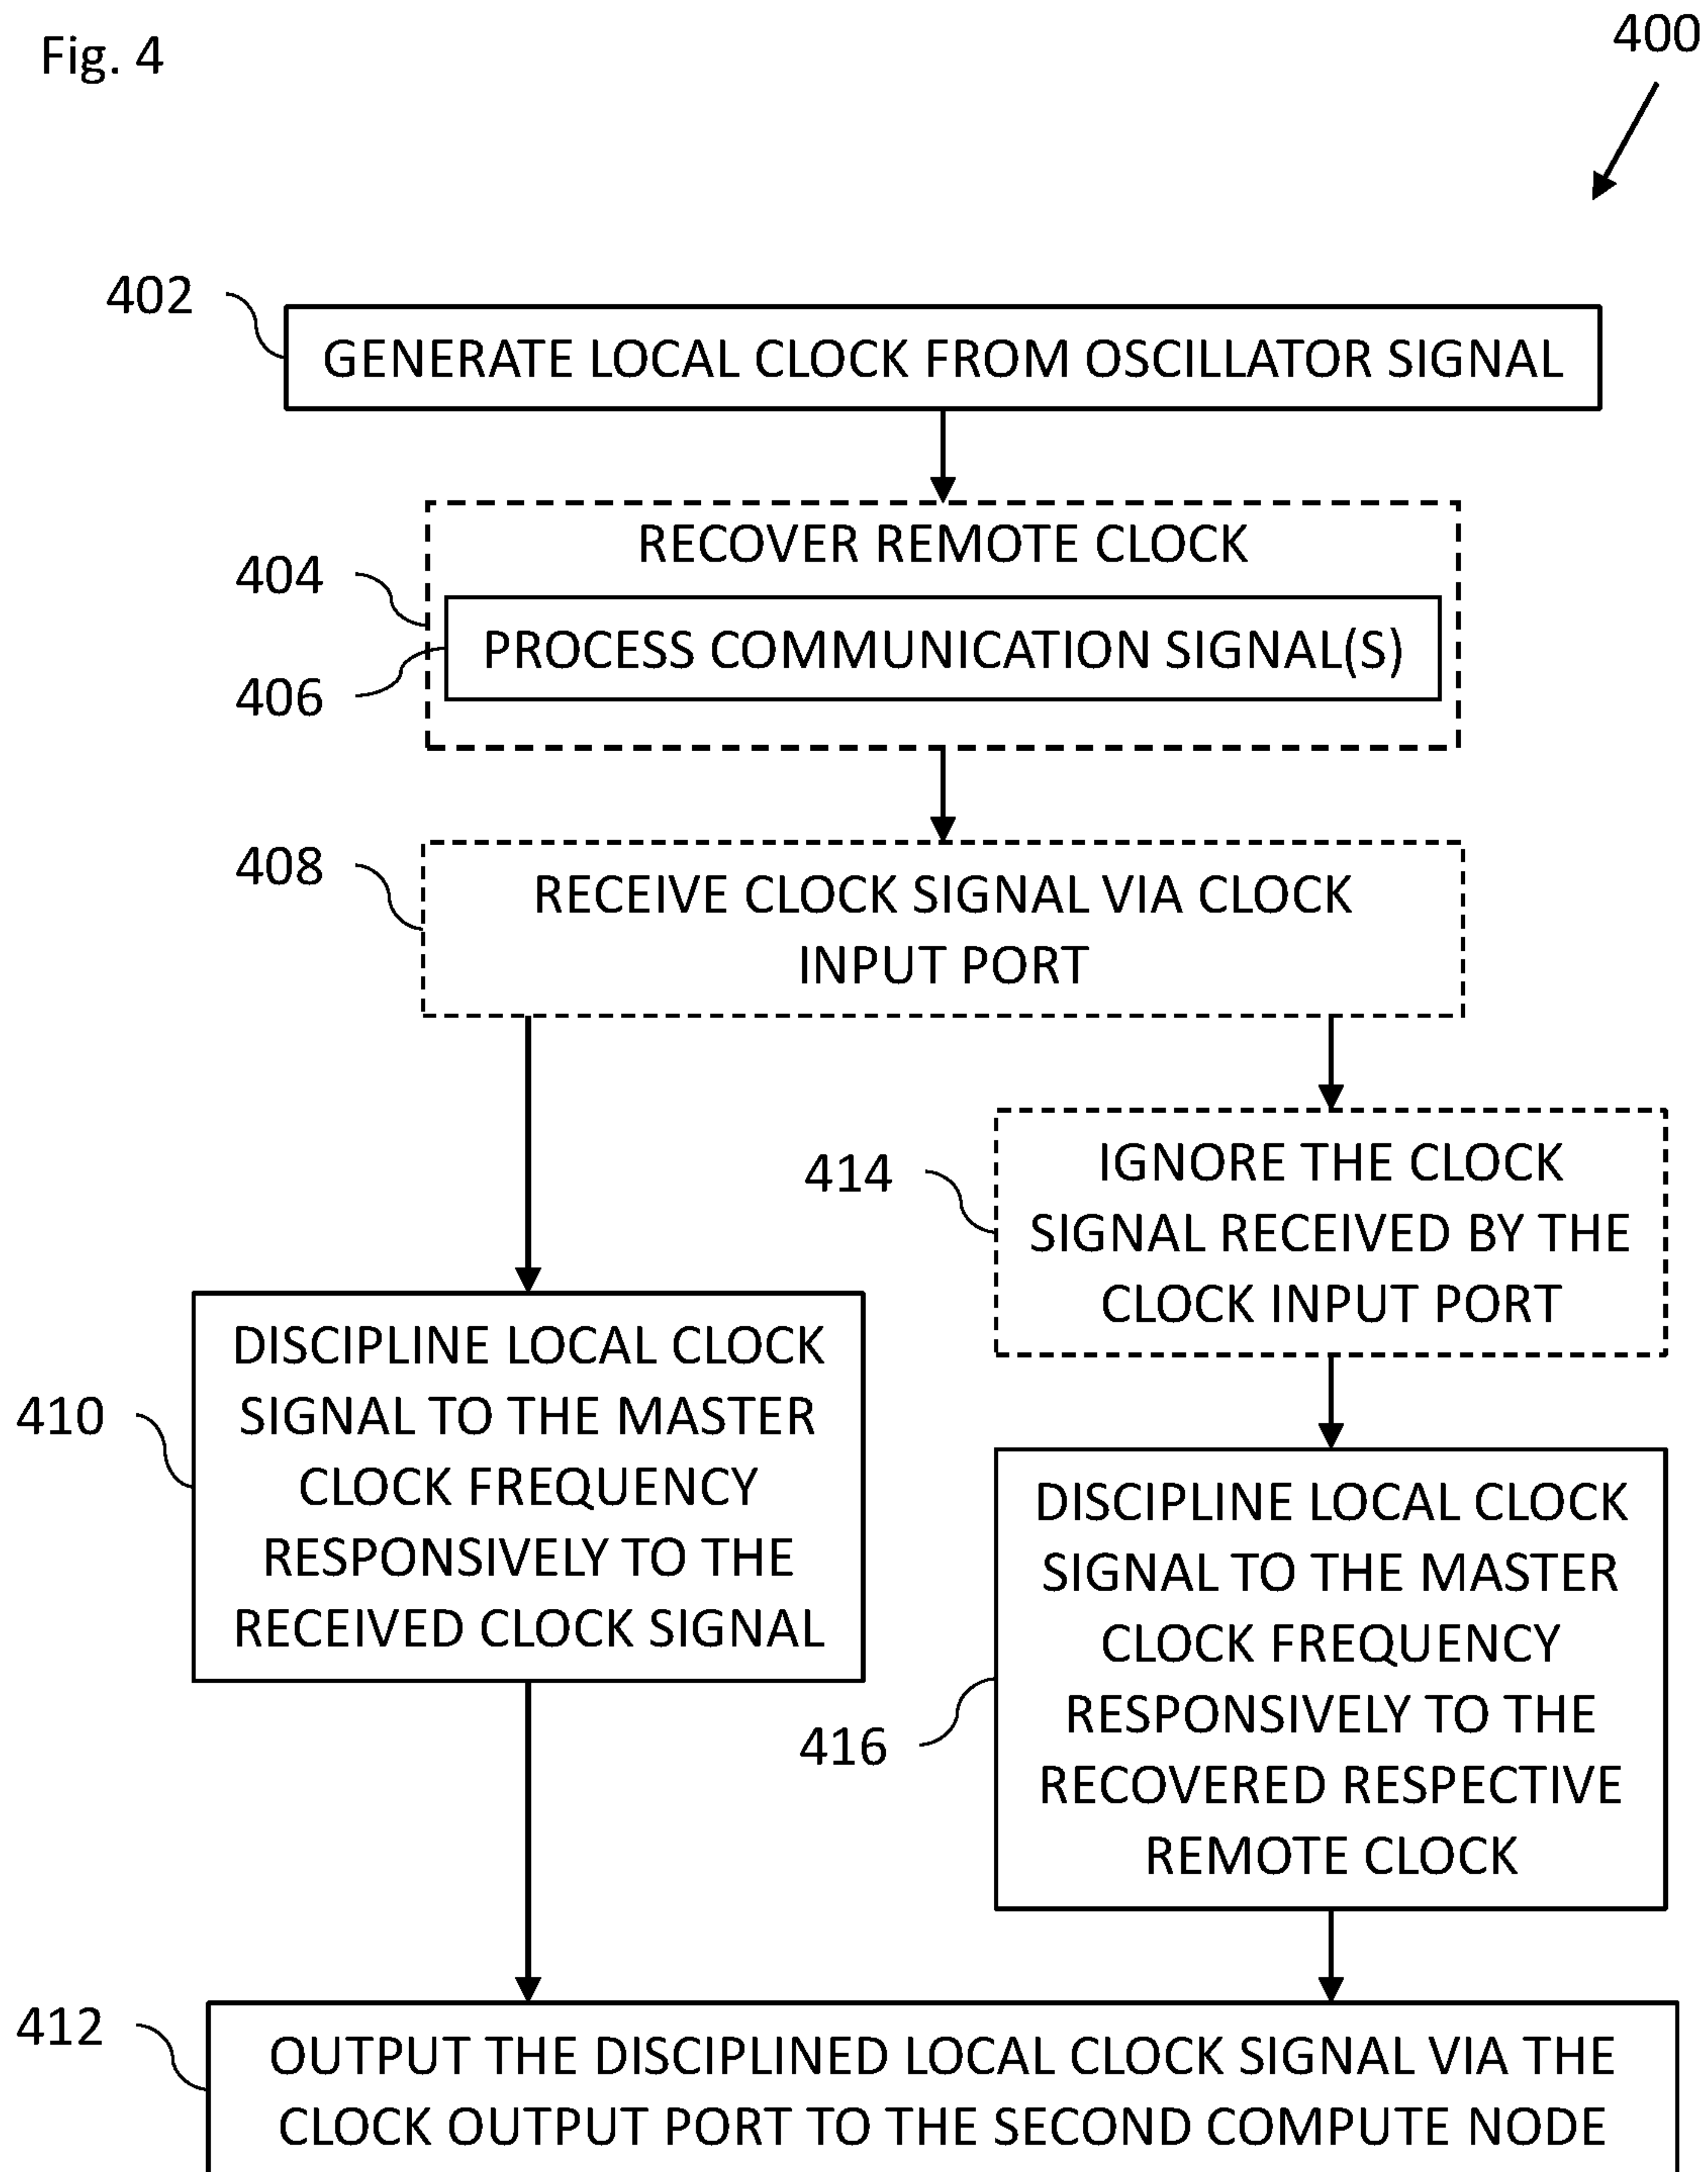 Fig. 4
400
402
GENERATE LOCAL CLOCK FROM OSCILLATOR SIGNAL
RECOVER REMOTE CLOCK
404
PROCESS COMMUNICATION SIGNAL(S)
406
408
RECEIVE CLOCK SIGNAL VIA CLOCK
INPUT PORT
414
IGNORE THE CLOCK
SIGNAL RECEIVED BY THE
CLOCK INPUT PORT
410
DISCIPLINE LOCAL CLOCK
SIGNAL TO THE MASTER
CLOCK FREQUENCY
RESPONSIVELY TO THE
RECEIVED CLOCK SIGNAL
416
DISCIPLINE LOCAL CLOCK
SIGNAL TO THE MASTER
CLOCK FREQUENCY
RESPONSIVELY TO THE
RECOVERED RESPECTIVE
REMOTE CLOCK
412
OUTPUT THE DISCIPLINED LOCAL CLOCK SIGNAL VIA THE
CLOCK OUTPUT PORT TO THE SECOND COMPUTE NODE